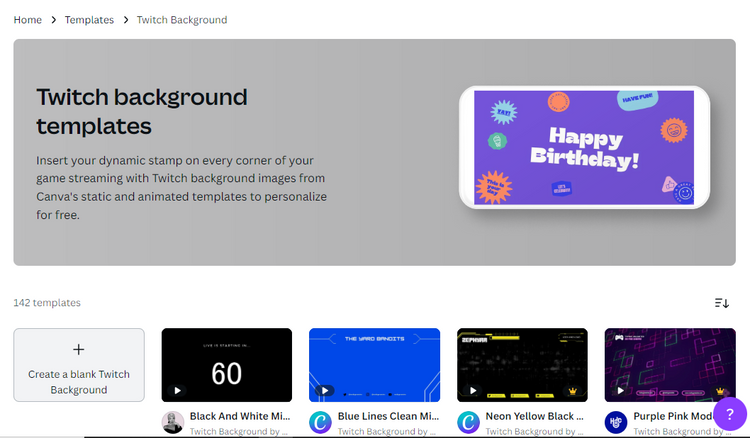 Home > Templates > Twitch Background
Twitch background
templates
Insert your dynamic stamp on every corner of your
game streaming with Twitch background images from
Canva's static and animated templates to personalize
for free.
YAY!
HAVE FUN!
Happy
Birthday!
142 templates
+
Create a blank Twitch
Background
LIVE IS STARTING IN...
60
THE YARD BANDITS
ZEPHYRR
Black And White Mi...
Twitch Background by ...
Blue Lines Clean Mi...
Twitch Background by ...
Neon Yellow Black ...
Twitch Background by ...
Purple Pink Mod
Twitch Background by ...
?